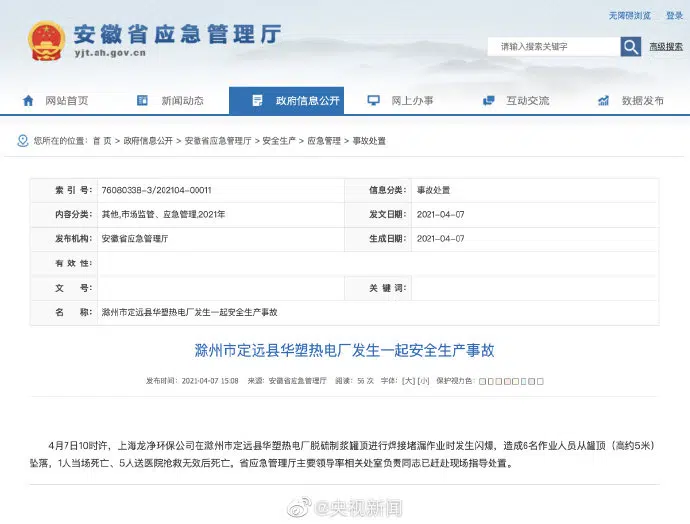 无障碍浏览 登录
安徽省应急管理厅
yjt.ah.gov.cn
请输入搜索关键字 高级搜索
网站首页 新闻动态 政府信息公开 网上办事 互动交流 数据发布
您所在的位置：首 页 > 政府信息公开 > 安徽省应急管理厅 > 安全生产 > 应急管理 > 事故处置
索 引 号： 76080338-3/202104-00011 信息分类： 事故处置
内容分类： 其他,市场监管、应急管理,2021年 发文日期： 2021-04-07
发布机构： 安徽省应急管理厅 生成日期： 2021-04-07
有 效 性：
文 号： 关 键 词：
名 称： 滁州市定远县华塑热电厂发生一起安全生产事故
滁州市定远县华塑热电厂发生一起安全生产事故
发布时间：2021-04-07 15:08 来源：安徽省应急管理厅 阅读：56 次 字体：[大] [小] 保护视力色：
4月7日10时许，上海龙净环保公司在滁州市定远县华塑热电厂脱硫制浆罐顶进行焊接堵漏作业时发生闪爆，造成6名作业人员从罐顶（高约5米）
坠落，1人当场死亡、5人送医院抢救无效后死亡。省应急管理厅主要领导率相关处室负责同志已赶赴现场指导处置。
@央视新闻